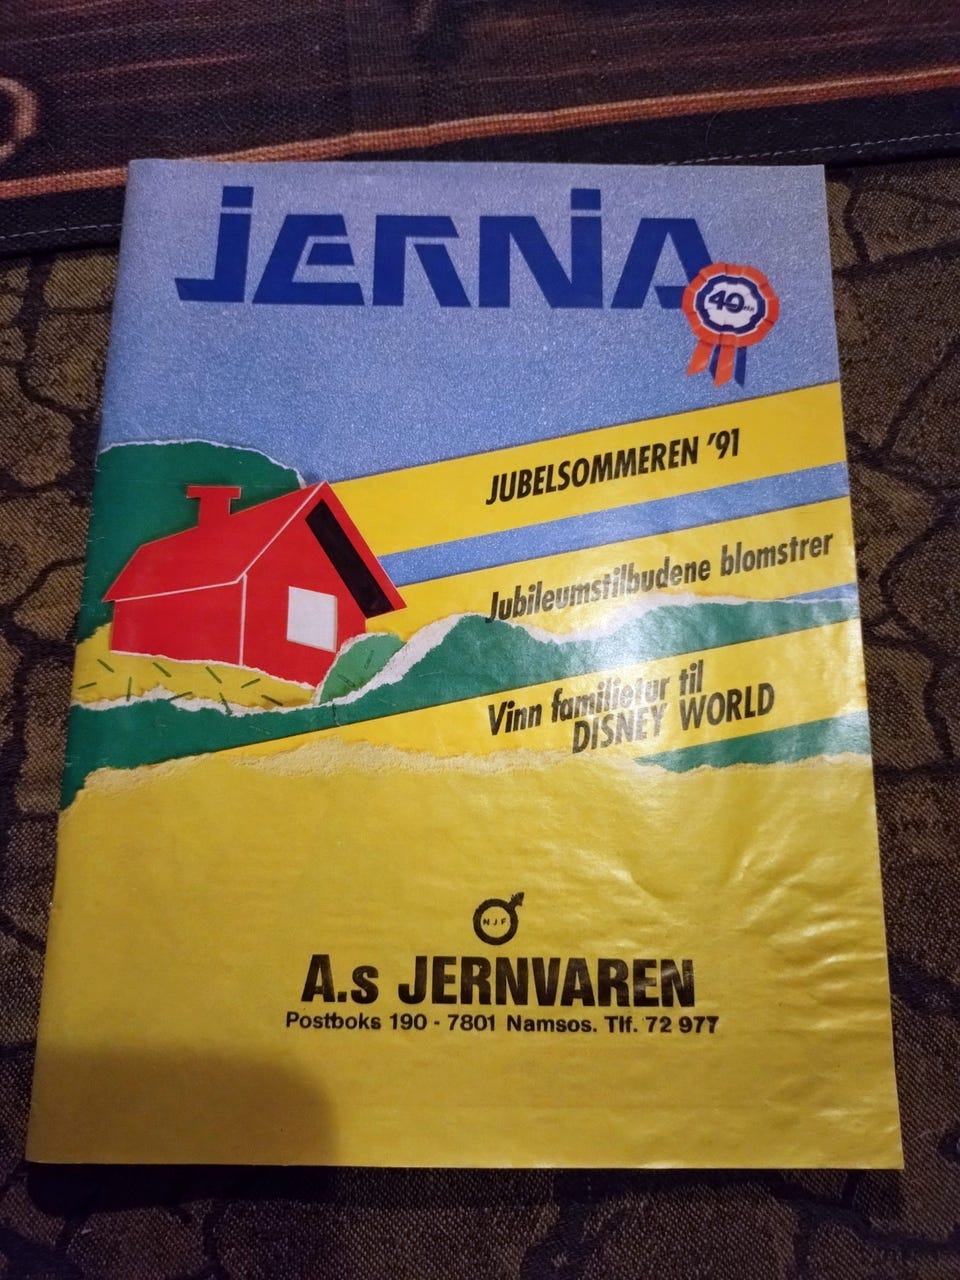 JERNIA
40 ÅR
JUBELSOMMEREN '91
Jubileumstilbudene blomstrer
Vinn familietur til
DISNEY WORLD
NJF
A.s JERNVAREN
Postboks 190 - 7801 Namsos. Tlf. 72 977